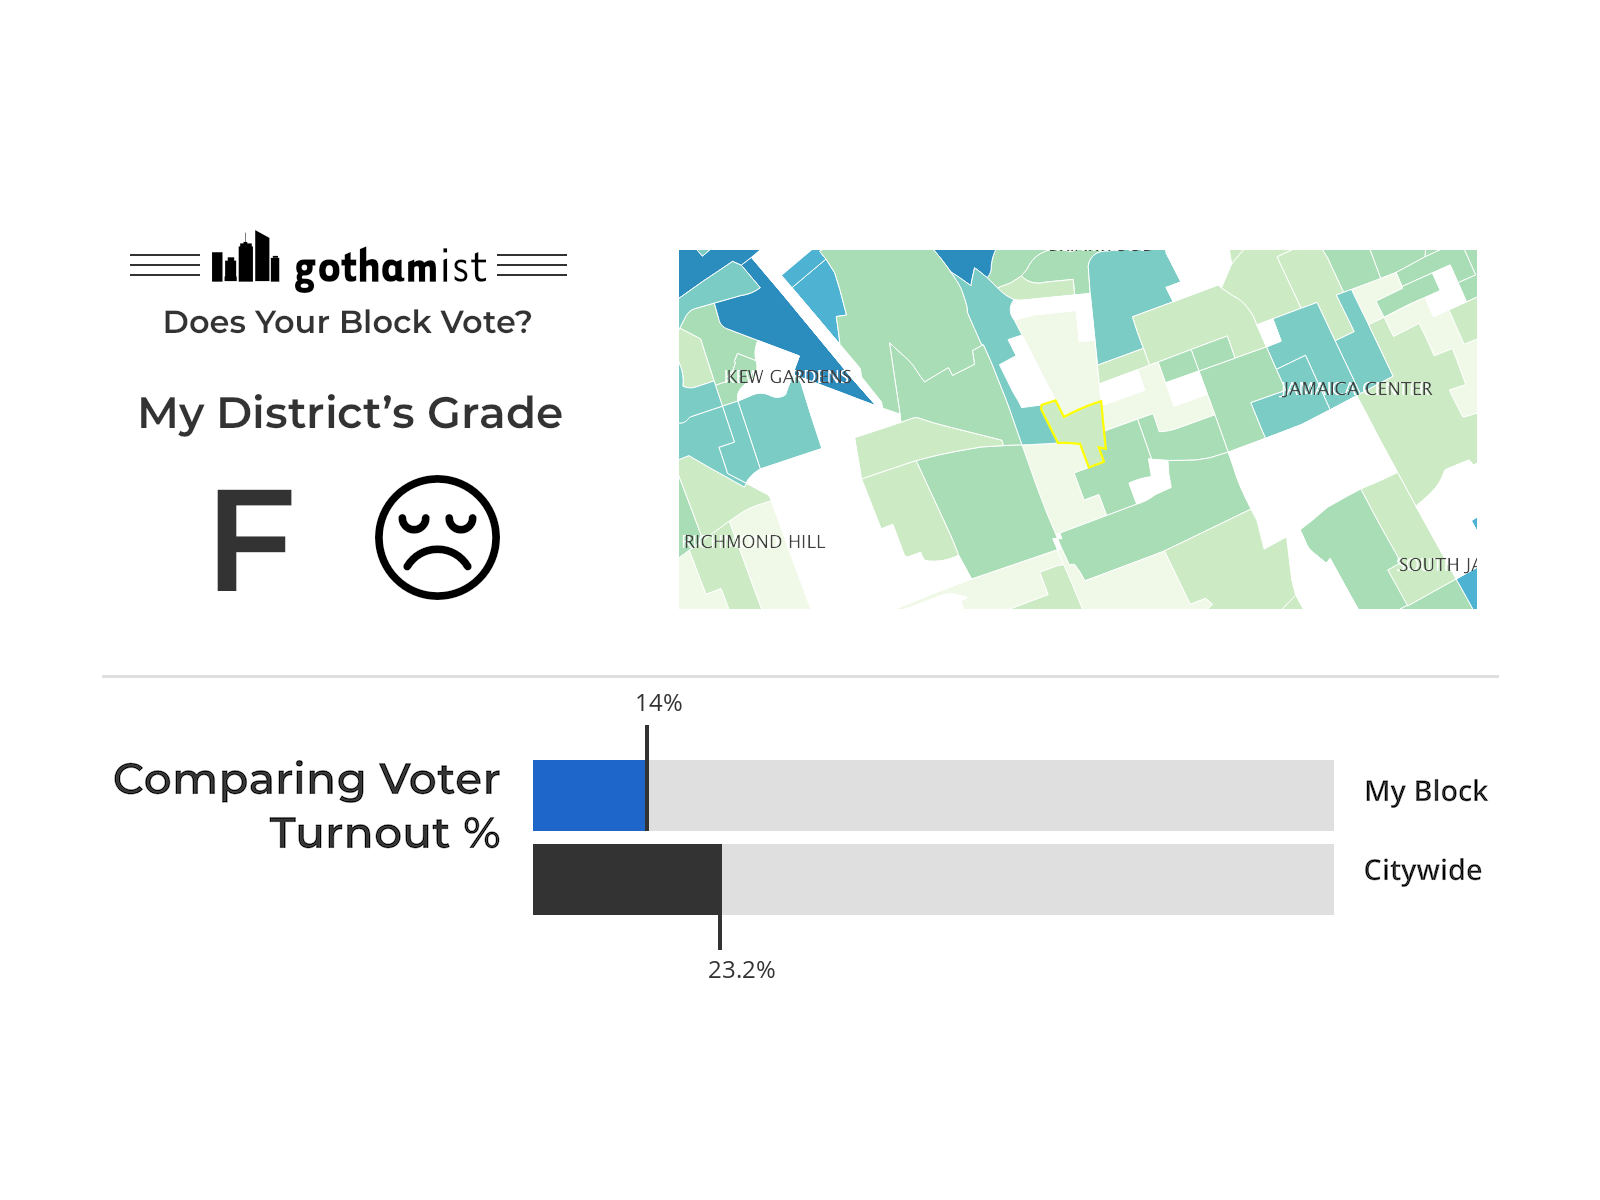 gothamist
Does Your Block Vote?
My District’s Grade
F
KEW GARDENS
JAMAICA CENTER
RICHMOND HILL
SOUTH JA
14%
Comparing Voter
Turnout %
My Block
Citywide
23.2%